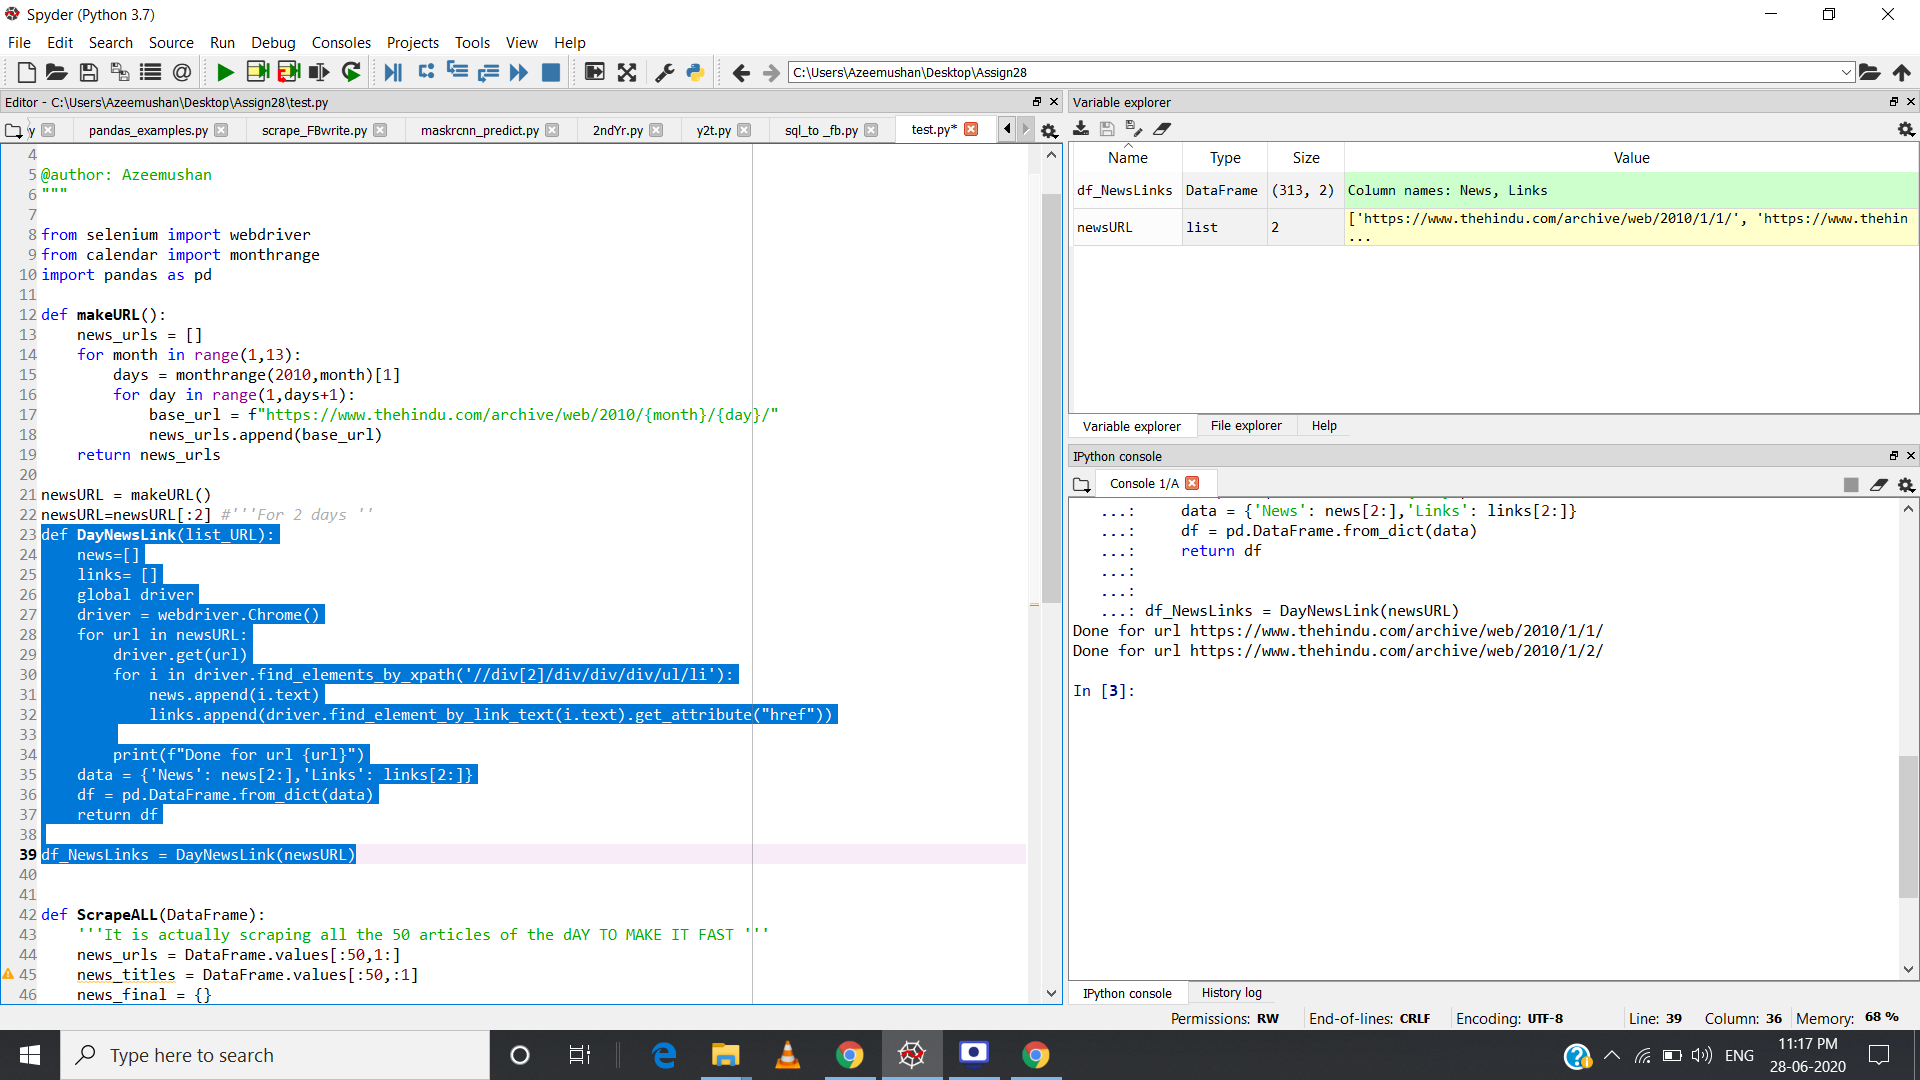 Spyder (Python 3.7)
File Edit Search Source Run Debug Consoles Projects Tools View Help
C:\Users\Azeemushan\Desktop\Assign28
Editor - C:\Users\Azeemushan\Desktop\Assign28\test.py
y pandas_examples.py scrape_FBwrite.py maskrcnn_predict.py 2ndYr.py y2t.py sql_to _fb.py test.py*
4
5 @author: Azeemushan
6 """
7
8 from selenium import webdriver
9 from calendar import monthrange
10 import pandas as pd
11
12 def makeURL():
13     news_urls = []
14     for month in range(1,13):
15         days = monthrange(2010,month)[1]
16         for day in range(1,days+1):
17             base_url = f"https://www.thehindu.com/archive/web/2010/{month}/{day}/"
18             news_urls.append(base_url)
19     return news_urls
20
21 newsURL = makeURL()
22 newsURL=newsURL[:2] #'''For 2 days ''
23 def DayNewsLink(list_URL):
24     news=[]
25     links= []
26     global driver
27     driver = webdriver.Chrome()
28     for url in newsURL:
29         driver.get(url)
30         for i in driver.find_elements_by_xpath('//div[2]/div/div/div/ul/li'):
31             news.append(i.text)
32             links.append(driver.find_element_by_link_text(i.text).get_attribute("href"))
33
34         print(f"Done for url {url}")
35     data = {'News': news[2:],'Links': links[2:]}
36     df = pd.DataFrame.from_dict(data)
37     return df
38
39 df_NewsLinks = DayNewsLink(newsURL)
40
41
42 def ScrapeALL(DataFrame):
43     '''It is actually scraping all the 50 articles of the dAY TO MAKE IT FAST '''
44     news_urls = DataFrame.values[:50,1:]
45     news_titles = DataFrame.values[:50,:1]
46     news_final = {}
Variable explorer
Name Type Size Value
df_NewsLinks DataFrame (313, 2) Column names: News, Links
newsURL list 2 ['https://www.thehindu.com/archive/web/2010/1/1/', 'https://www.thehin
...
Variable explorer File explorer Help
IPython console
Console 1/A
...:     data = {'News': news[2:],'Links': links[2:]}
...:     df = pd.DataFrame.from_dict(data)
...:     return df
...:
...:
...: df_NewsLinks = DayNewsLink(newsURL)
Done for url https://www.thehindu.com/archive/web/2010/1/1/
Done for url https://www.thehindu.com/archive/web/2010/1/2/
In [3]:
IPython console History log
Permissions: RW End-of-lines: CRLF Encoding: UTF-8 Line: 39 Column: 36 Memory: 68 %
Type here to search
ENG
11:17 PM
28-06-2020